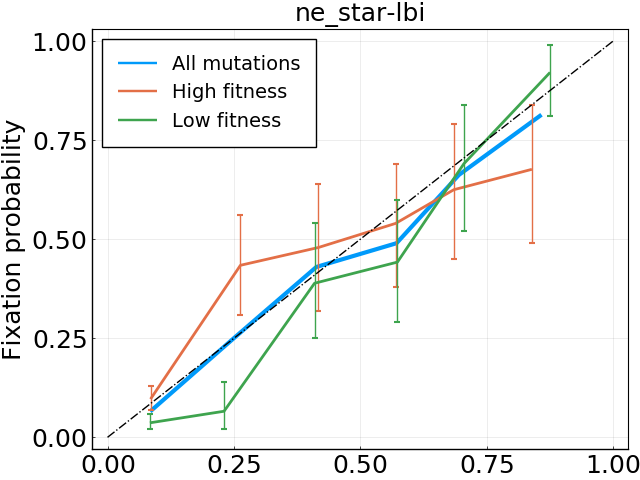 ne_star-lbi
All mutations
High fitness
Low fitness
Fixation probability
1.00
0.75
0.50
0.25
0.00
0.00 0.25 0.50 0.75 1.00